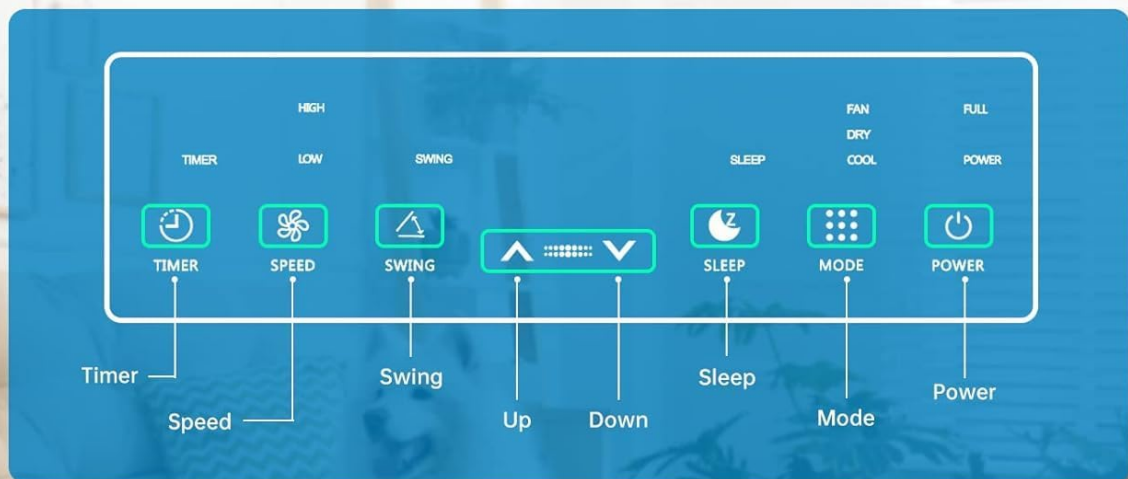 HIGH
FAN
FULL
DRY
TIMER
LOW
SWING
SLEEP
COOL
POWER
Z
TIMER
SPEED
SWING
SLEEP
MODE
POWER
Timer
Swing
Sleep
Power
Speed
Up
Down
Mode